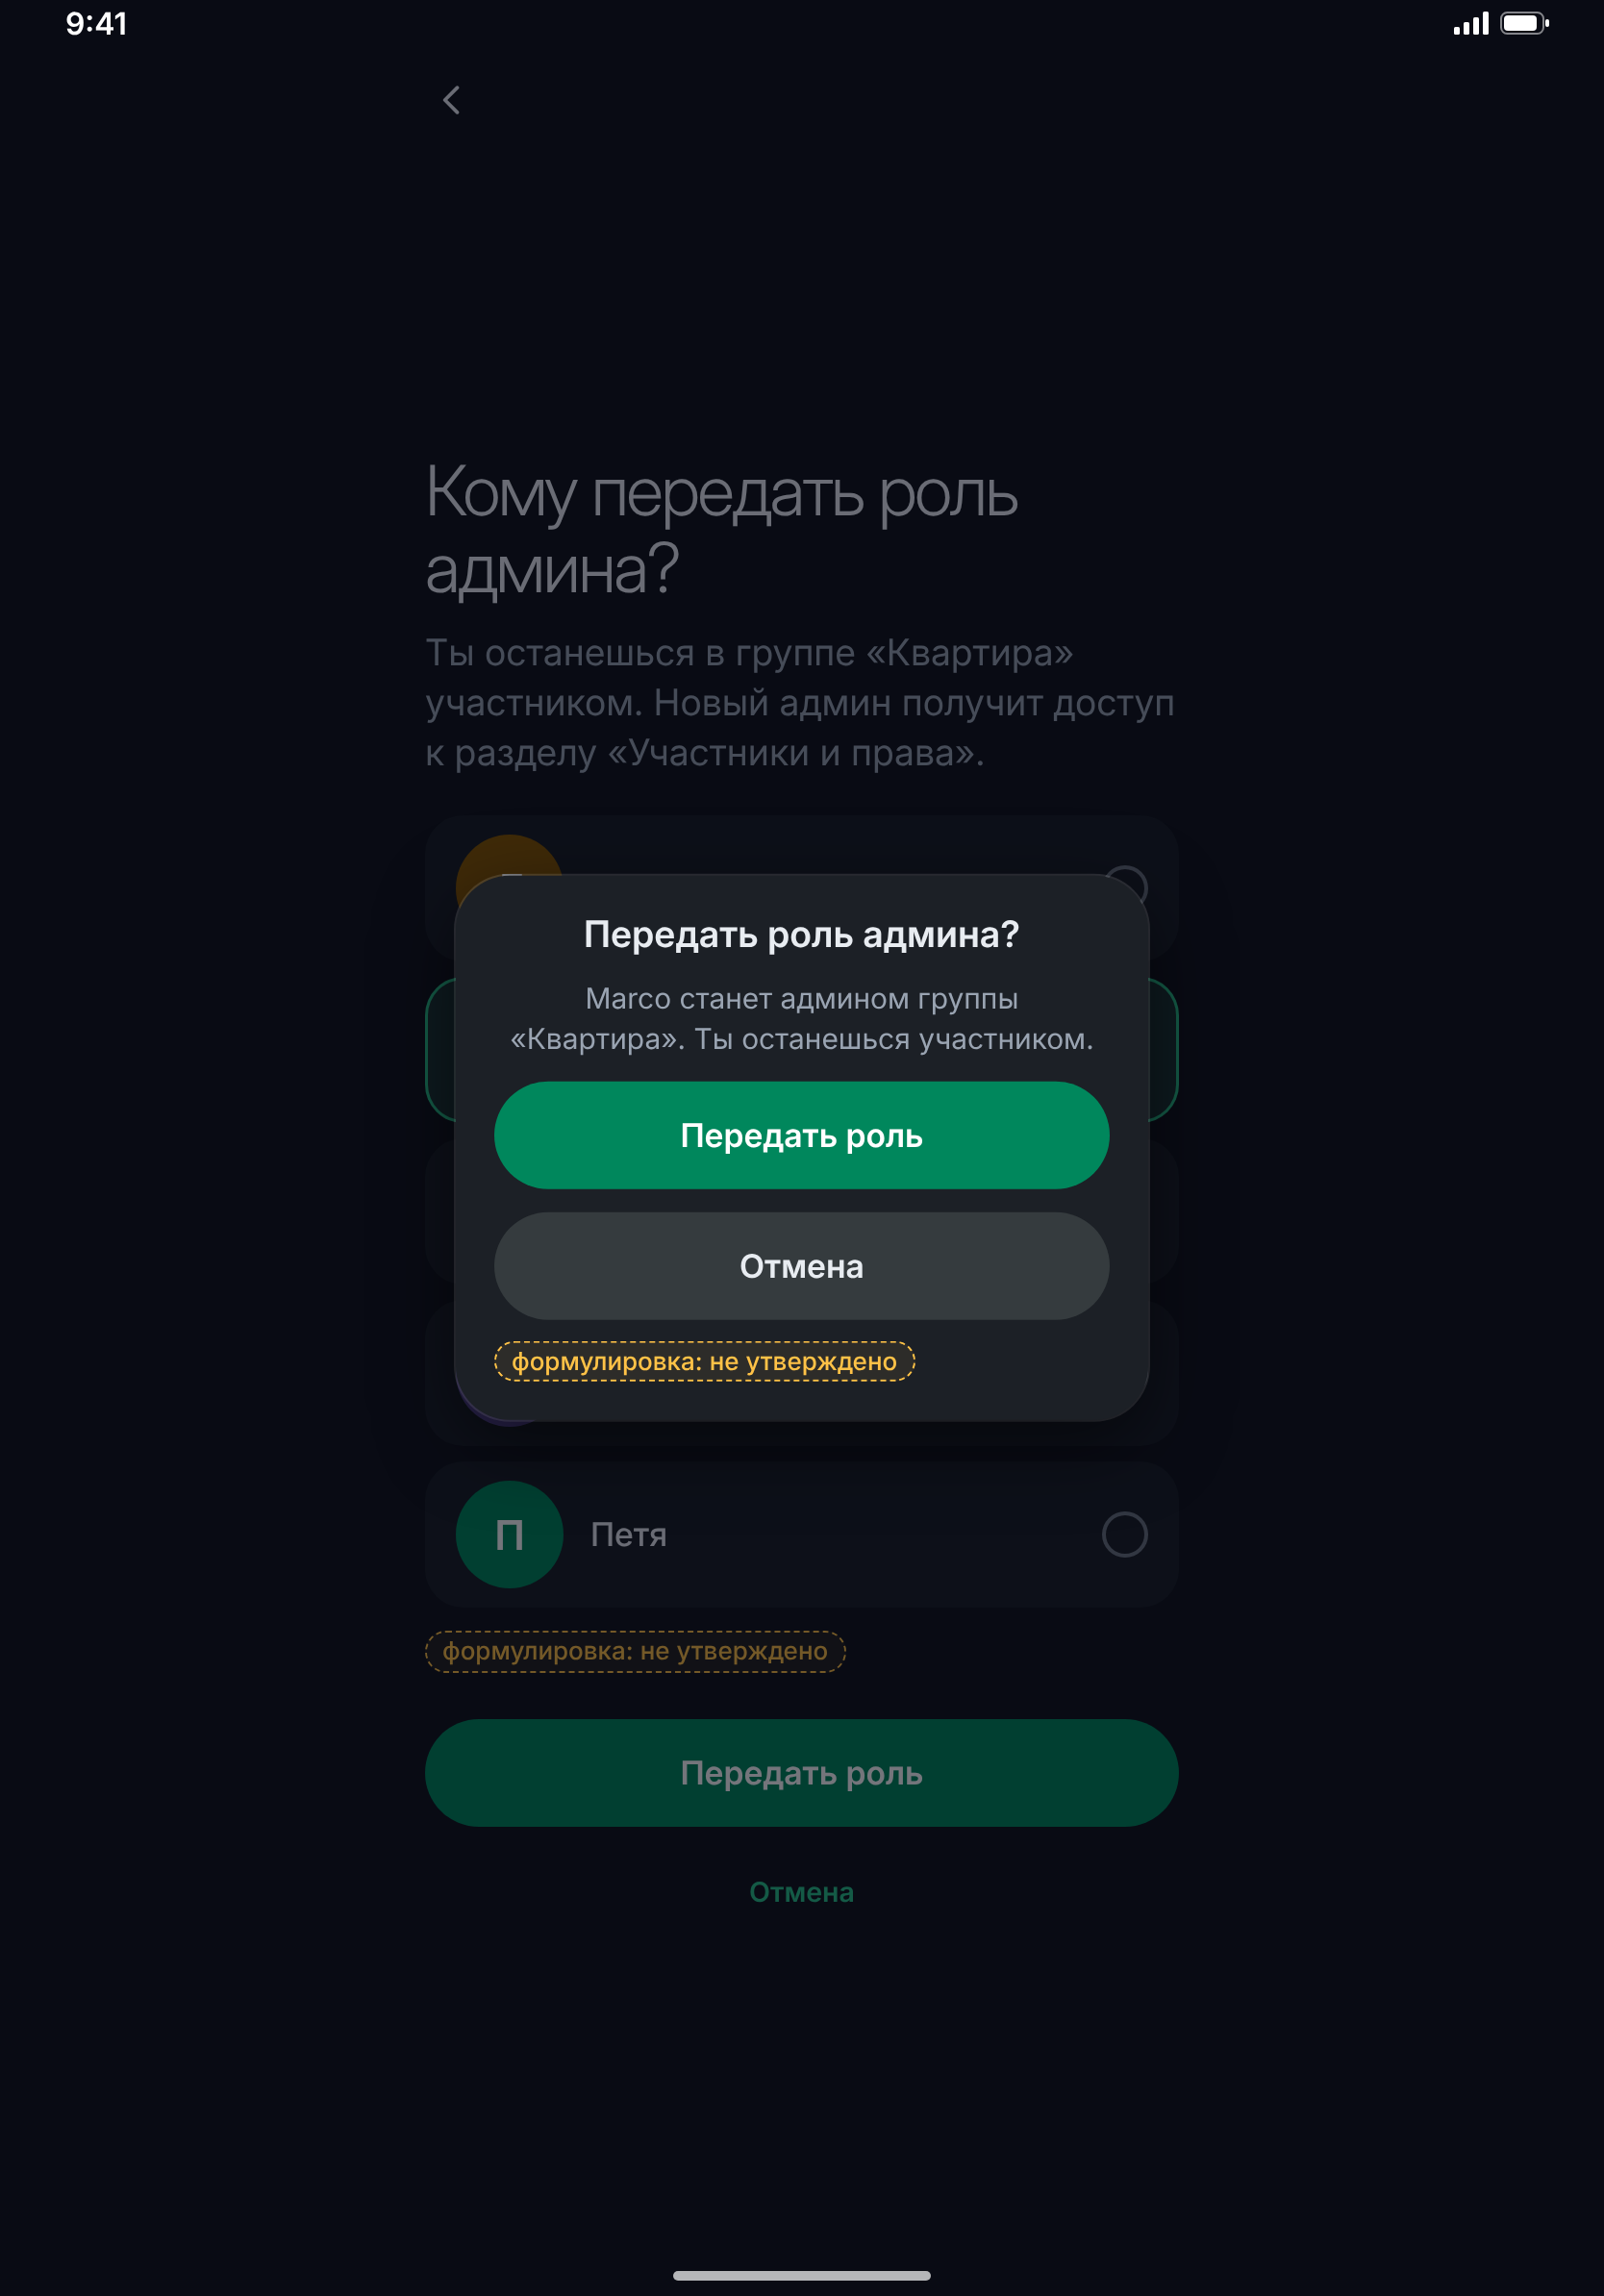 9:41
Кому передать роль
админа?
Ты останешься в группе «Квартира»
участником. Новый админ получит доступ
к разделу «Участники и права».
Передать роль админа?
Marco станет админом группы
«Квартира». Ты останешься участником.
Передать роль
Отмена
формулировка: не утверждено
П
Петя
формулировка: не утверждено
Передать роль
Отмена